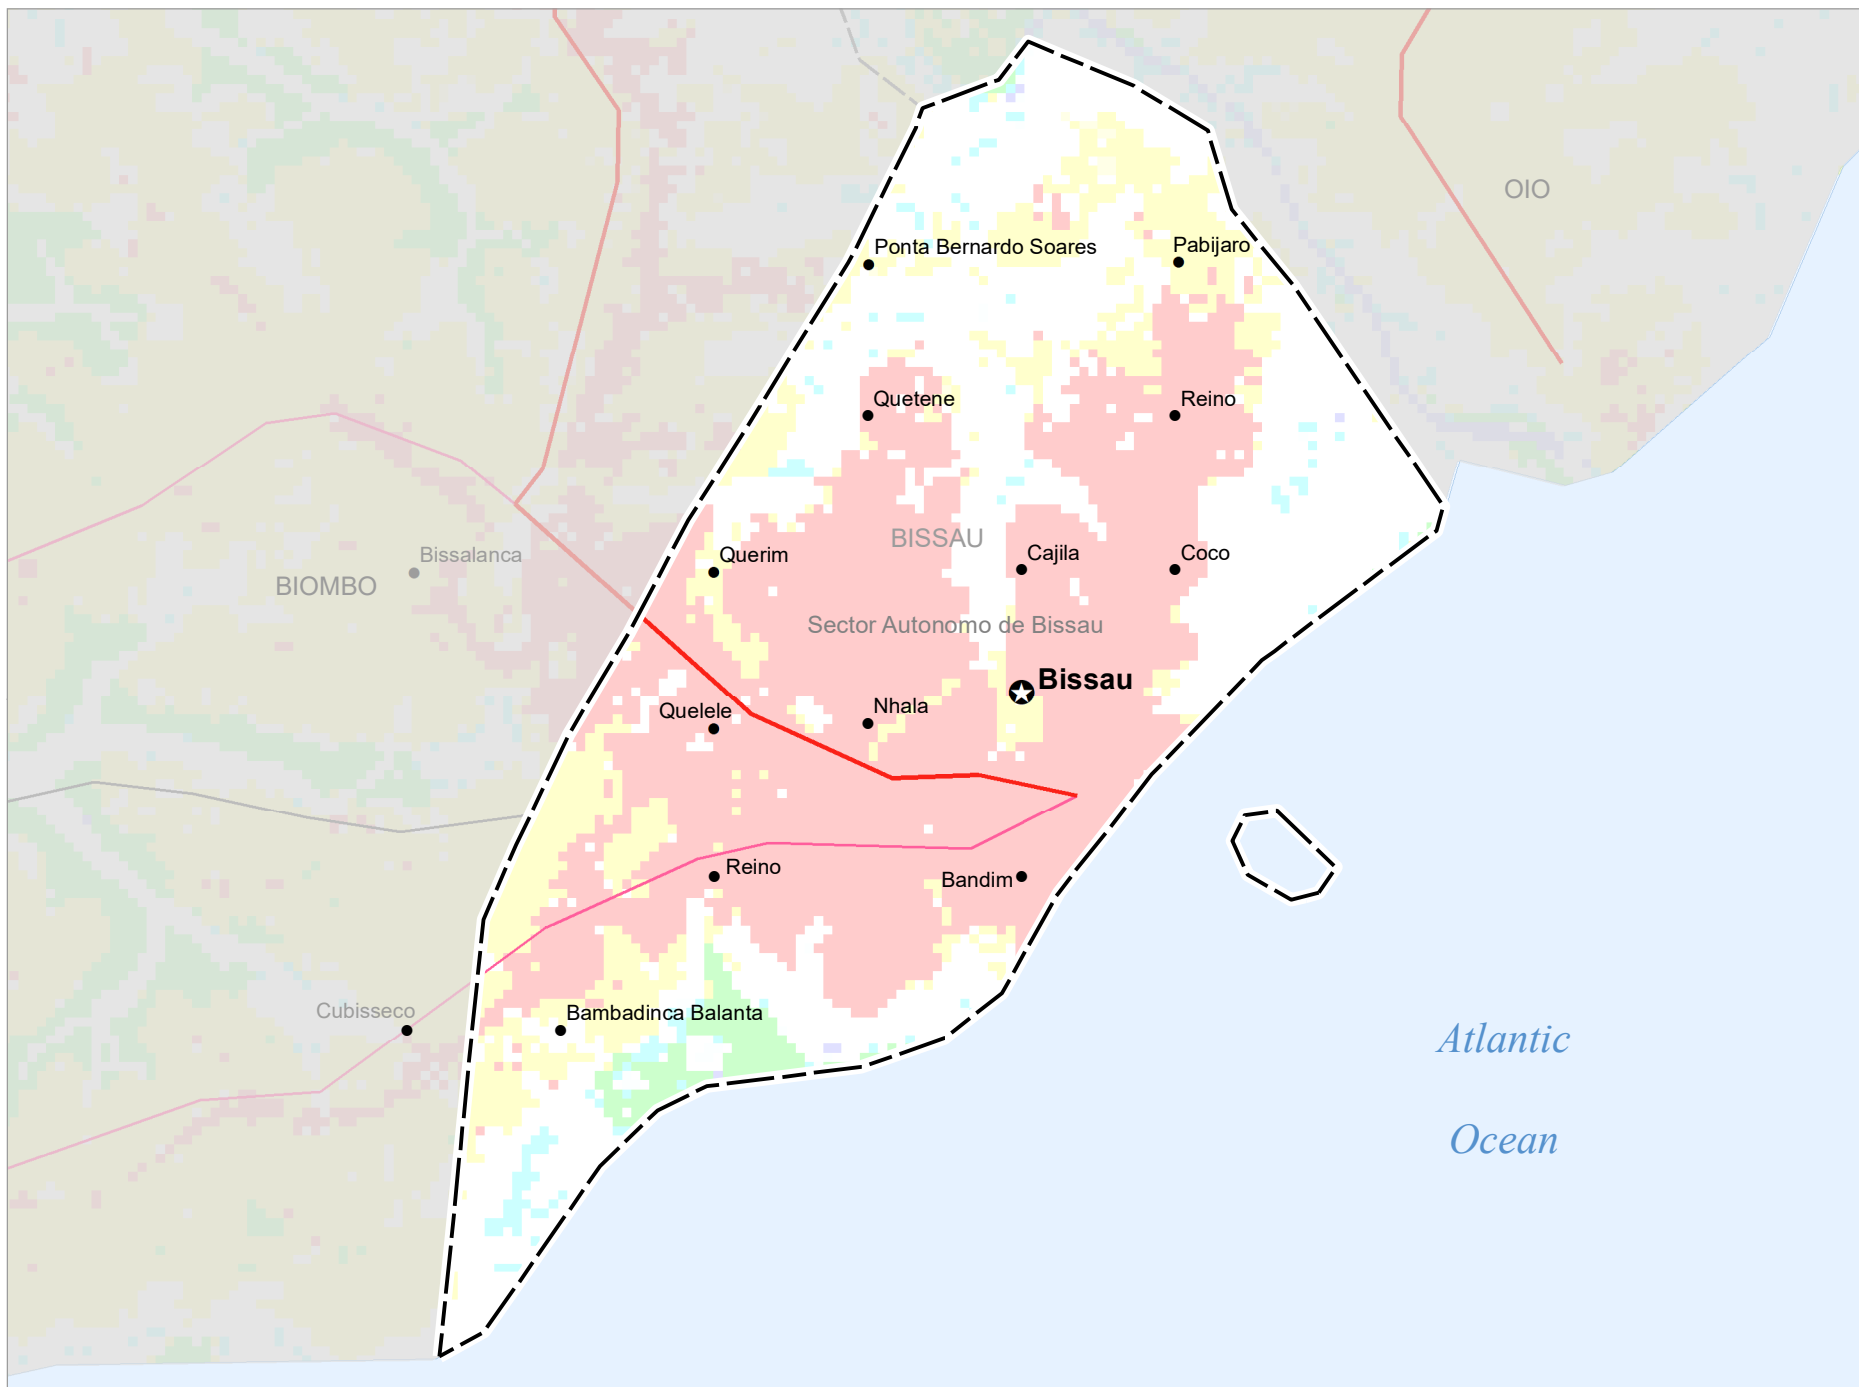 OIO
Ponta Bernardo Soares
Pabijaro
Quetene
Reino
BISSAU
Querim
Cajila
Coco
Bissalanca
BIOMBO
Sector Autonomo de Bissau
Bissau
Quelele
Nhala
Reino
Bandim
Cubisseco
Bambadinca Balanta
Atlantic
Ocean